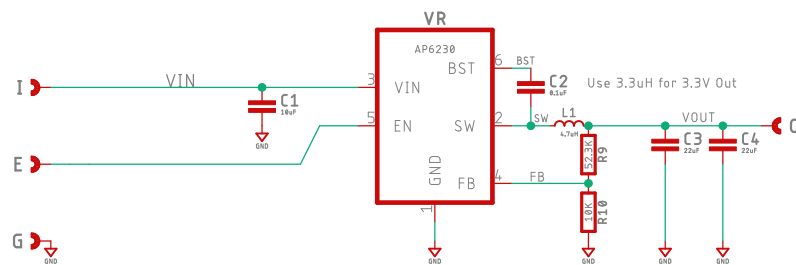 VR
AP6230
I
VIN
3
VIN
BST
6
BST
C1
10uF
GND
C2
0.1uF
Use 3.3uH for 3.3V Out
5
EN
SW
2
SW
L1
4.7uH
VOUT
O
E
GND
FB
4
FB
52.3K
R9
C3
22uF
C4
22uF
10K
R10
1
G
GND
GND
GND
GND
GND